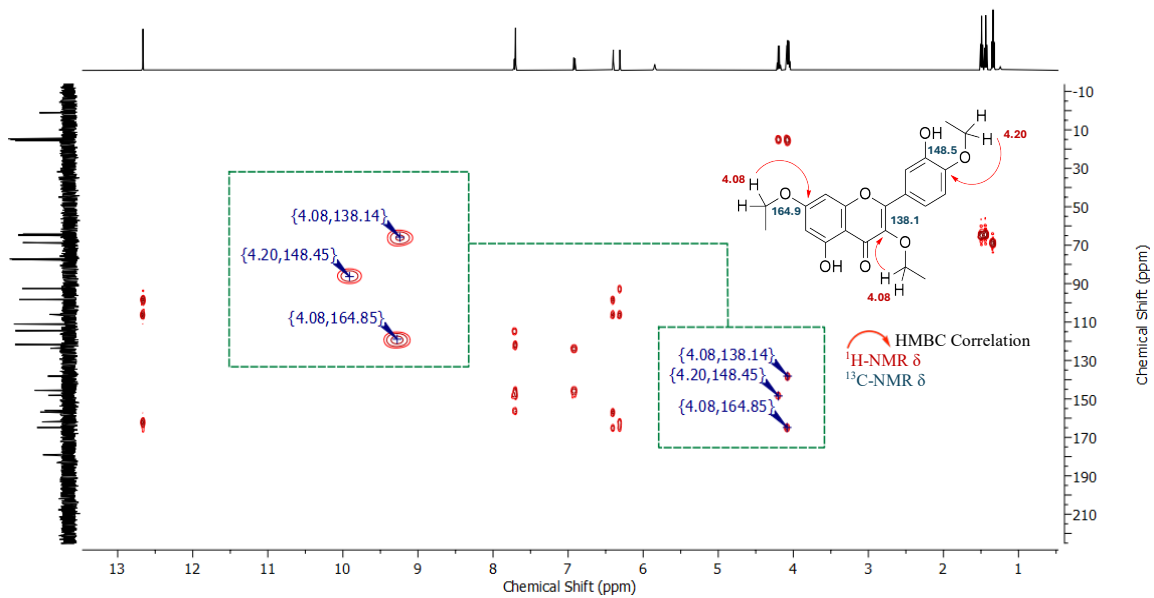 -10
10
30
50
70
90
110
130
150
170
190
210
Chemical Shift (ppm)
{4.08,138.14}
{4.20,148.45}
{4.08,164.85}
{4.08,138.14}
{4.20,148.45}
{4.08,164.85}
H
OH
H
4.20
148.5
O
4.08
H
O
O
H
164.9
138.1
O
OH
O
H
H
4.08
HMBC Correlation
1H-NMR δ
13C-NMR δ
13 12 11 10 9 8 7 6 5 4 3 2 1
Chemical Shift (ppm)